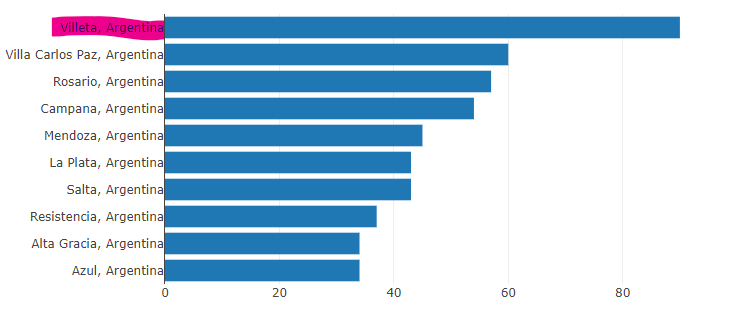 Villeta, Argentina
Villa Carlos Paz, Argentina
Rosario, Argentina
Campana, Argentina
Mendoza, Argentina
La Plata, Argentina
Salta, Argentina
Resistencia, Argentina
Alta Gracia, Argentina
Azul, Argentina
0 20 40 60 80